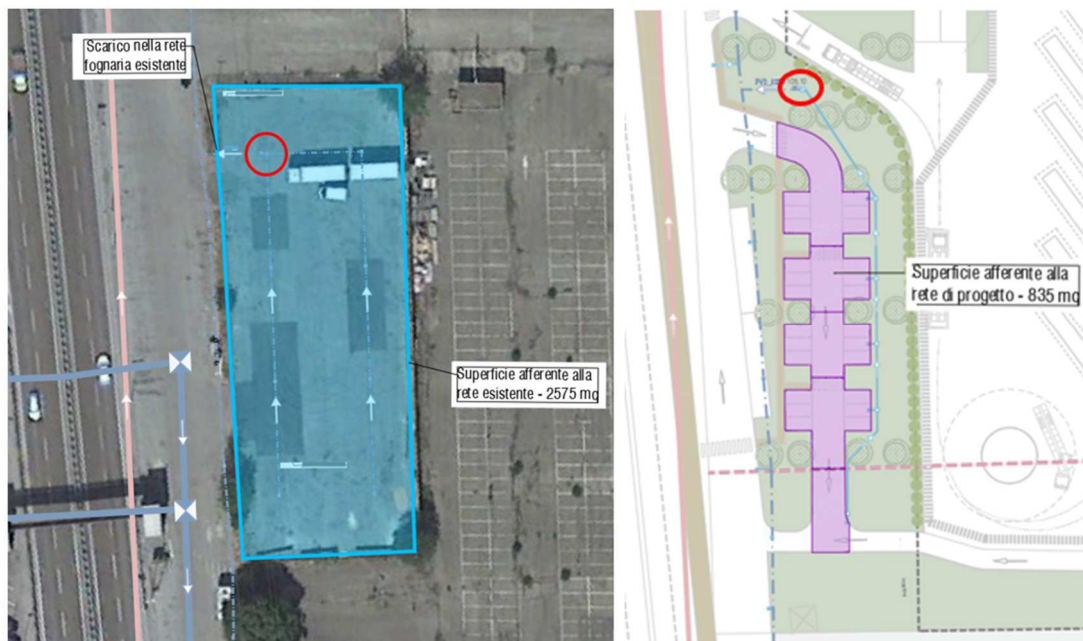 Scarico nella rete
fognaria esistente
Superficie afferente alla
rete esistente - 2575 mq
Superficie afferente alla
rete di progetto - 835 mq